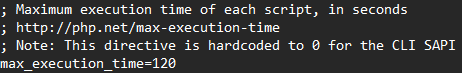 ; Maximum execution time of each script, in seconds
; http://php.net/max-execution-time
; Note: This directive is hardcoded to 0 for the CLI SAPI
max_execution_time=120